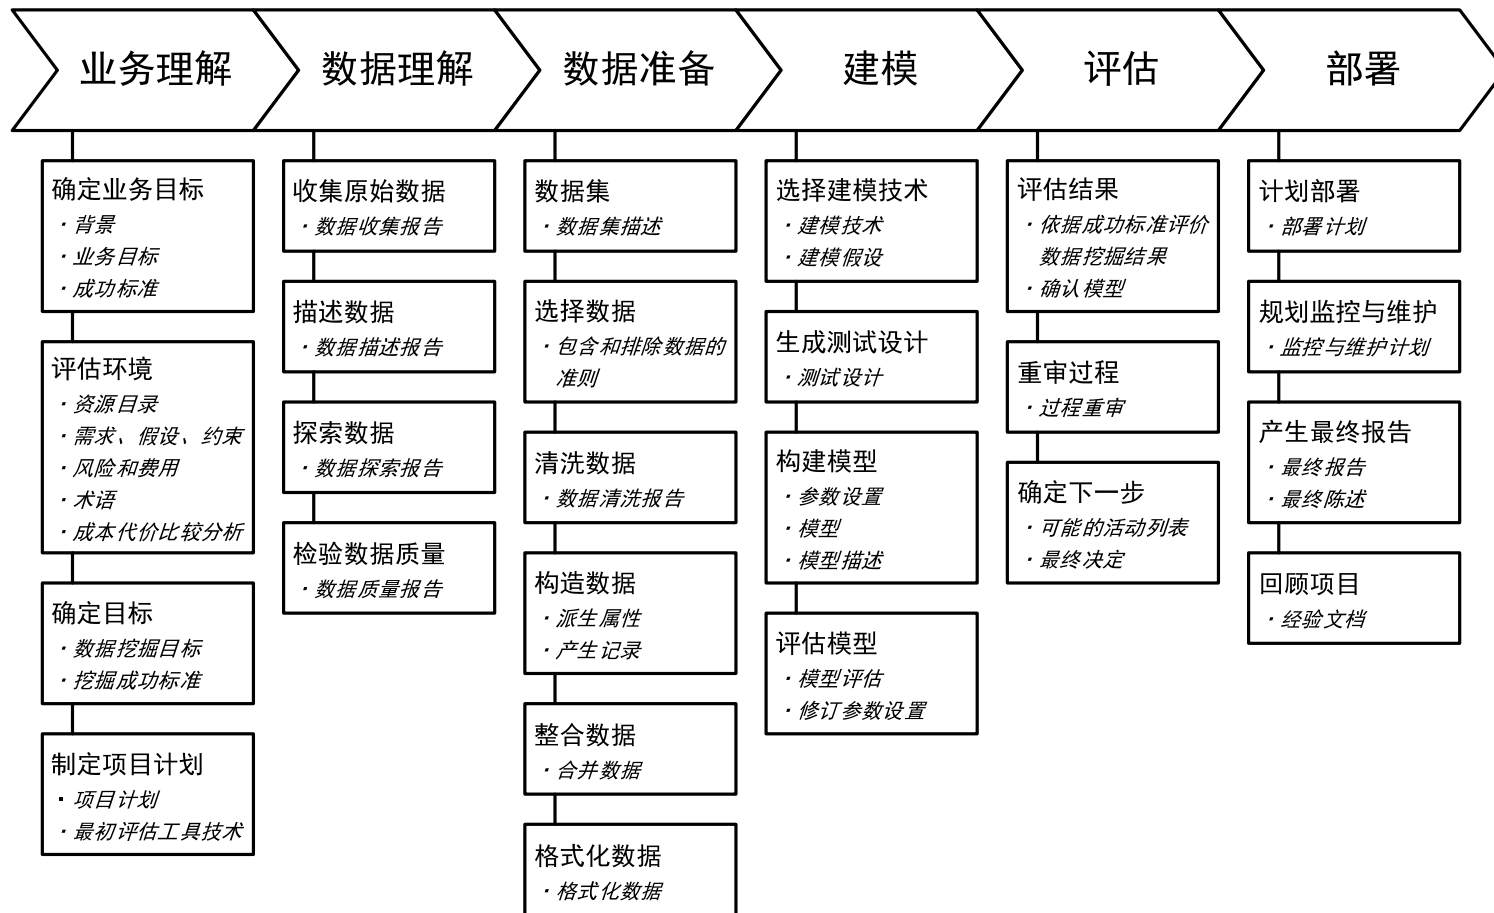 业务理解
数据理解
数据准备
建模
评估
部署
确定业务目标
· 背景
· 业务目标
· 成功标准
评估环境
· 资源目录
· 需求、假设、约束
· 风险和费用
· 术语
· 成本代价比较分析
确定目标
· 数据挖掘目标
· 挖掘成功标准
制定项目计划
· 项目计划
· 最初评估工具技术
收集原始数据
· 数据收集报告
描述数据
· 数据描述报告
探索数据
· 数据探索报告
检验数据质量
· 数据质量报告
数据集
· 数据集描述
选择数据
· 包含和排除数据的
准则
清洗数据
· 数据清洗报告
构造数据
· 派生属性
· 产生记录
整合数据
· 合并数据
格式化数据
· 格式化数据
选择建模技术
· 建模技术
· 建模假设
生成测试设计
· 测试设计
构建模型
· 参数设置
· 模型
· 模型描述
评估模型
· 模型评估
· 修订参数设置
评估结果
· 依据成功标准评价
数据挖掘结果
· 确认模型
重审过程
· 过程重审
确定下一步
· 可能的活动列表
· 最终决定
计划部署
· 部署计划
规划监控与维护
· 监控与维护计划
产生最终报告
· 最终报告
· 最终陈述
回顾项目
· 经验文档